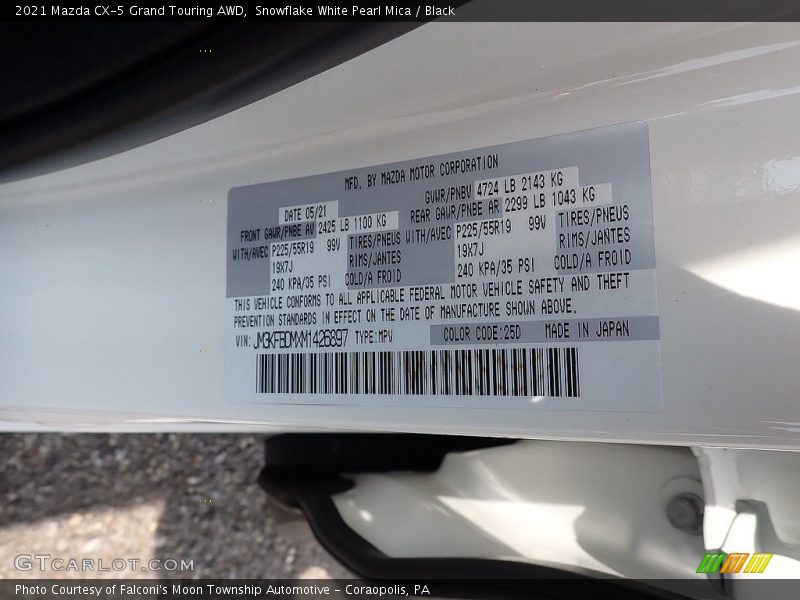 2021 Mazda CX-5 Grand Touring AWD, Snowflake White Pearl Mica / Black
MFD. BY MAZDA MOTOR CORPORATION
DATE 05/21 GVWR/PNBV 4724 LB 2143 KG
FRONT GAWR/PNBE AV 2425 LB 1100 KG REAR GAWR/PNBE AR 2299 LB 1043 KG
WITH/AVEC P225/55R19 99V TIRES/PNEUS WITH/AVEC P225/55R19 99V TIRES/PNEUS
19X7J RIMS/JANTES 19X7J RIMS/JANTES
240 KPA/35 PSI COLD/A FROID 240 KPA/35 PSI COLD/A FROID
THIS VEHICLE CONFORMS TO ALL APPLICABLE FEDERAL MOTOR VEHICLE SAFETY AND THEFT
PREVENTION STANDARDS IN EFFECT ON THE DATE OF MANUFACTURE SHOWN ABOVE.
VIN: JM3KFBDMXM1426897 TYPE:MPV COLOR CODE:25D MADE IN JAPAN
GTCARLOT.COM
Photo Courtesy of Falconi's Moon Township Automotive - Coraopolis, PA